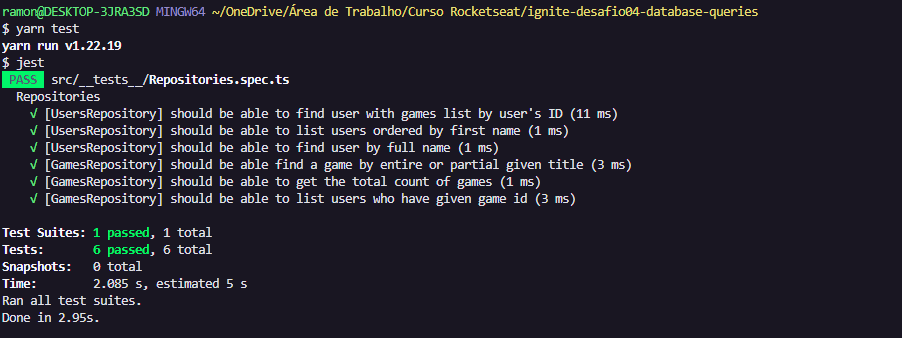 ramon@DESKTOP-3JRA3SD MINGW64 ~/OneDrive/Área de Trabalho/Curso Rocketseat/ignite-desafio04-database-queries
$ yarn test
yarn run v1.22.19
$ jest
PASS src/__tests__/Repositories.spec.ts
Repositories
√ [UsersRepository] should be able to find user with games list by user's ID (11 ms)
√ [UsersRepository] should be able to list users ordered by first name (1 ms)
√ [UsersRepository] should be able to find user by full name (1 ms)
√ [GamesRepository] should be able find a game by entire or partial given title (3 ms)
√ [GamesRepository] should be able to get the total count of games (1 ms)
√ [GamesRepository] should be able to list users who have given game id (3 ms)
Test Suites: 1 passed, 1 total
Tests: 6 passed, 6 total
Snapshots: 0 total
Time: 2.085 s, estimated 5 s
Ran all test suites.
Done in 2.95s.